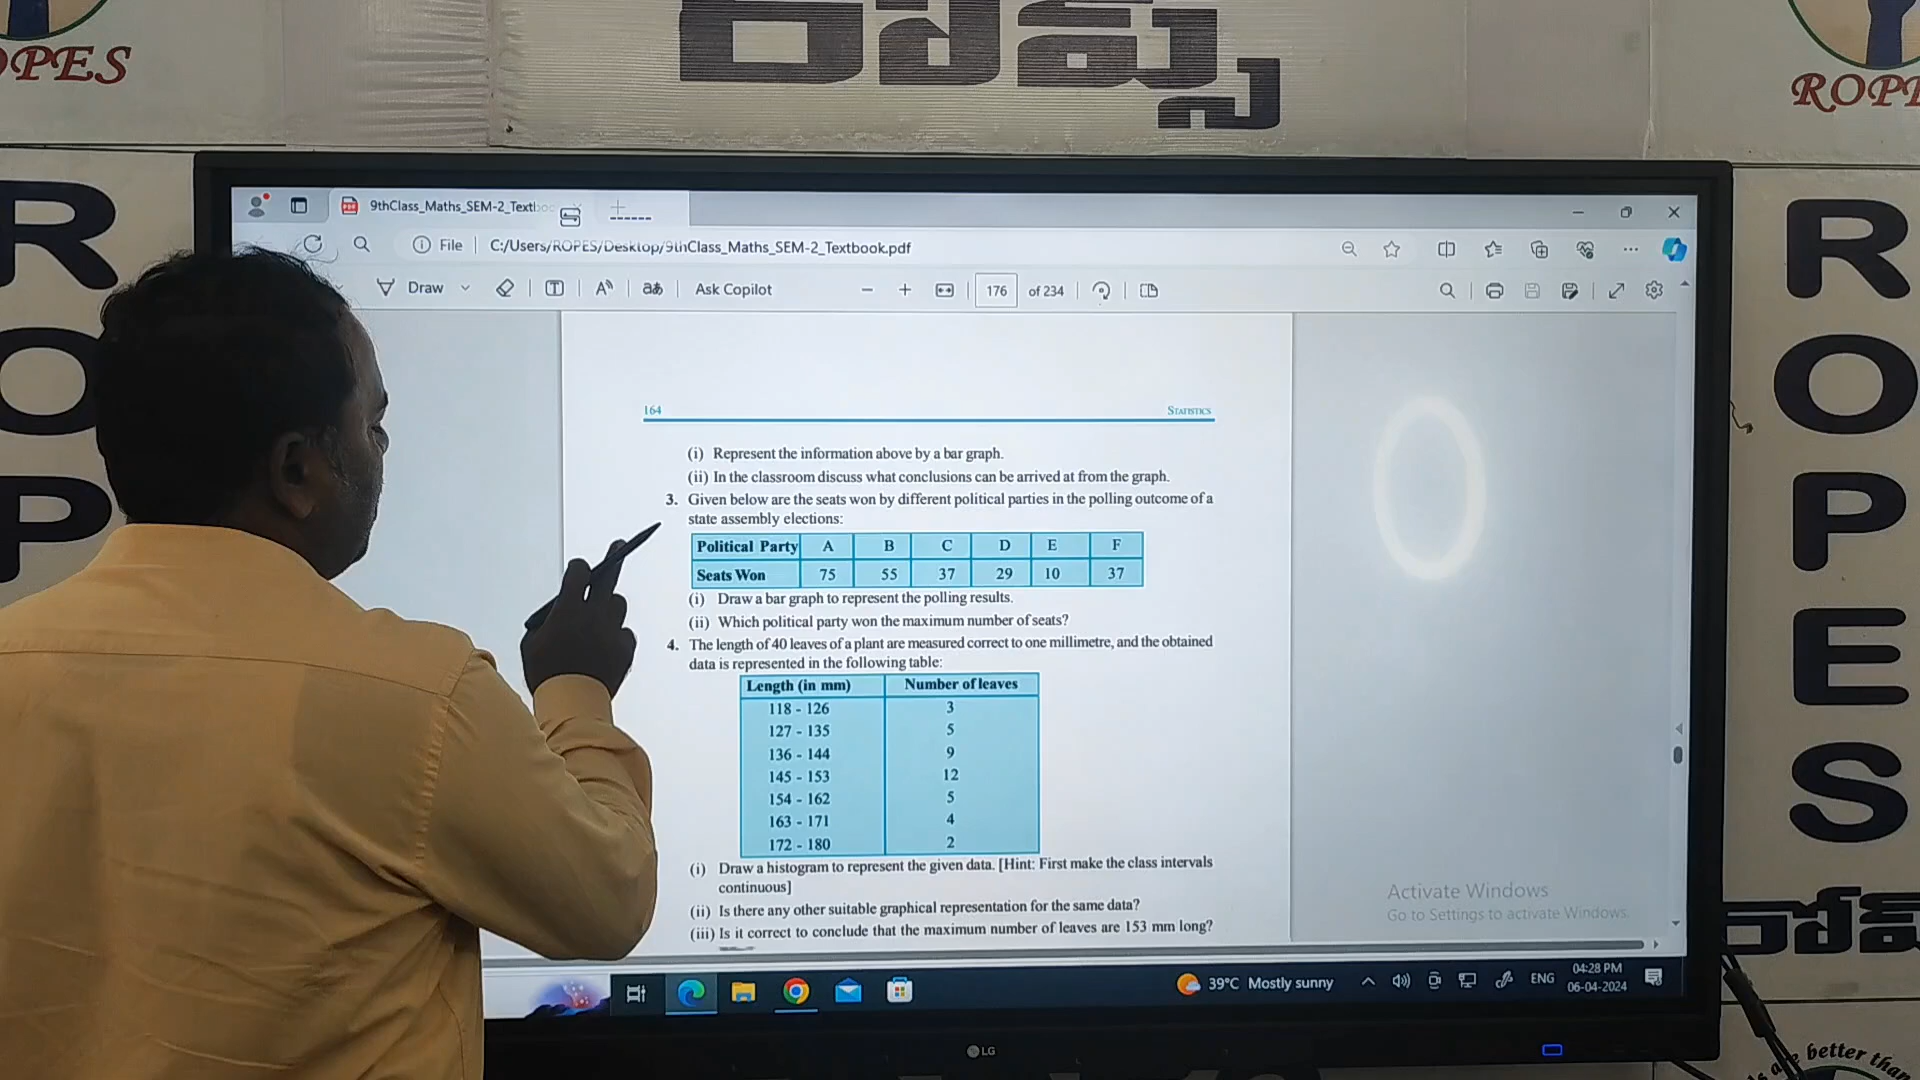 రోప్స్
OPES
ROPE
R
O
P
R
O
P
E
S
రోప్స్
9thClass_Maths_SEM-2_Textboo
File
C:/Users/ROPES/Desktop/9thClass_Maths_SEM-2_Textbook.pdf
Draw
Ask Copilot
176 of 234
164
STATISTICS
(i) Represent the information above by a bar graph.
(ii) In the classroom discuss what conclusions can be arrived at from the graph.
3. Given below are the seats won by different political parties in the polling outcome of a
state assembly elections:
Political Party A B C D E F
Seats Won 75 55 37 29 10 37
(i) Draw a bar graph to represent the polling results.
(ii) Which political party won the maximum number of seats?
4. The length of 40 leaves of a plant are measured correct to one millimetre, and the obtained
data is represented in the following table:
Length (in mm) Number of leaves
118 - 126 3
127 - 135 5
136 - 144 9
145 - 153 12
154 - 162 5
163 - 171 4
172 - 180 2
(i) Draw a histogram to represent the given data. [Hint: First make the class intervals
continuous]
(ii) Is there any other suitable graphical representation for the same data?
(iii) Is it correct to conclude that the maximum number of leaves are 153 mm long?
Activate Windows
Go to Settings to activate Windows.
39°C Mostly sunny
ENG
04:28 PM
06-04-2024
LG
better than